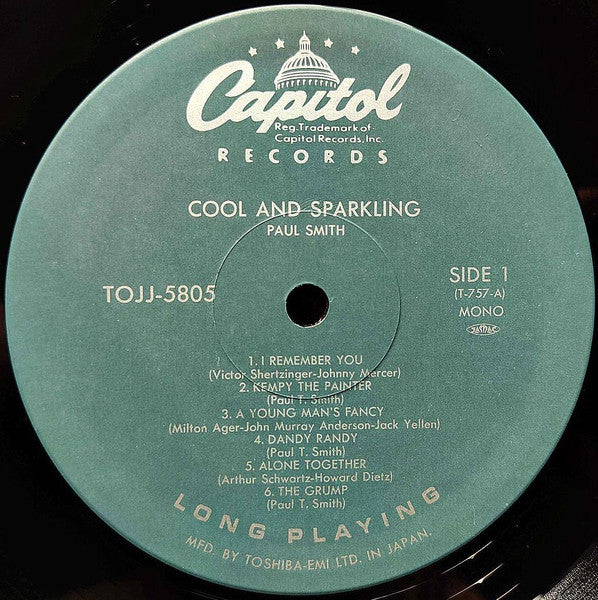 Capitol
Reg. Trademark of
Capitol Records, Inc.
RECORDS
COOL AND SPARKLING
PAUL SMITH
TOJJ-5805
SIDE 1
(T-757-A)
MONO
1. I REMEMBER YOU
(Victor Shertzinger-Johnny Mercer)
2. KEMPY THE PAINTER
(Paul T. Smith)
3. A YOUNG MAN'S FANCY
(Milton Ager-John Murray Anderson-Jack Yellen)
4. DANDY RANDY
(Paul T. Smith)
5. ALONE TOGETHER
(Arthur Schwartz-Howard Dietz)
6. THE GRUMP
(Paul T. Smith)
LONG PLAYING
MFD. BY TOSHIBA-EMI LTD. IN JAPAN.